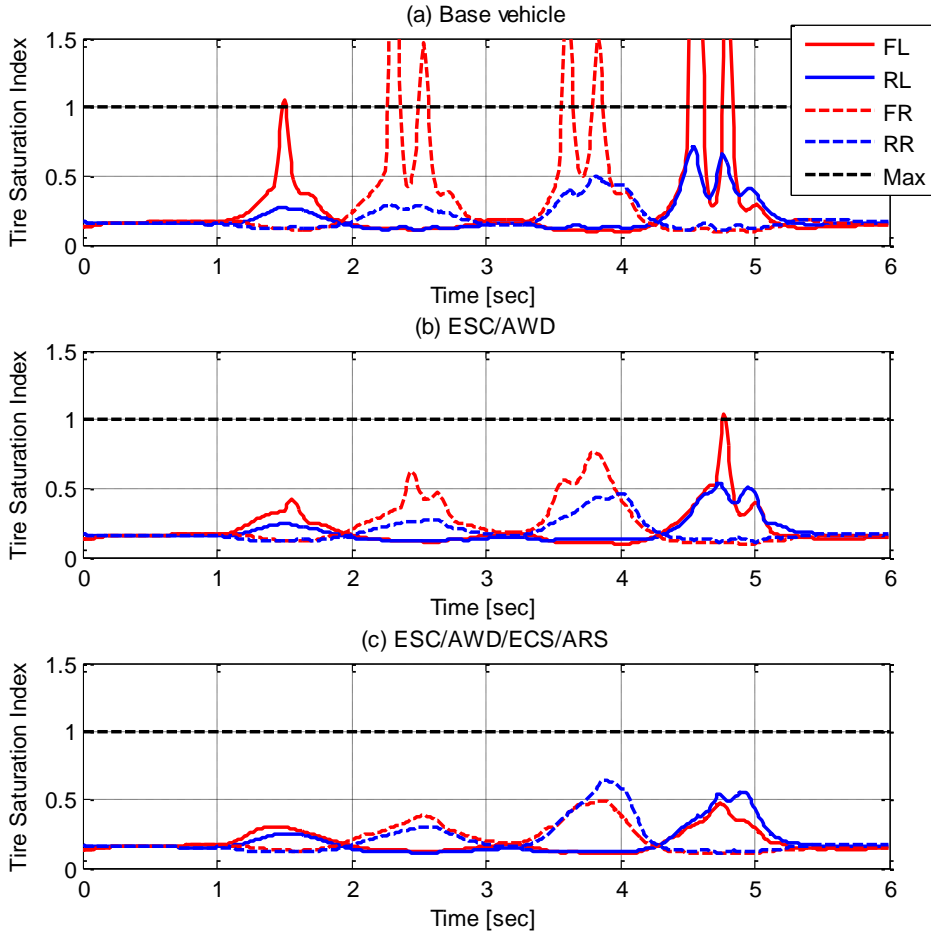 (a) Base vehicle
Tire Saturation Index
1.5
1
0.5
0
0 1 2 3 4 5 6
Time [sec]
FL
RL
FR
RR
Max
(b) ESC/AWD
Tire Saturation Index
1.5
1
0.5
0
0 1 2 3 4 5 6
Time [sec]
(c) ESC/AWD/ECS/ARS
Tire Saturation Index
1.5
1
0.5
0
0 1 2 3 4 5 6
Time [sec]